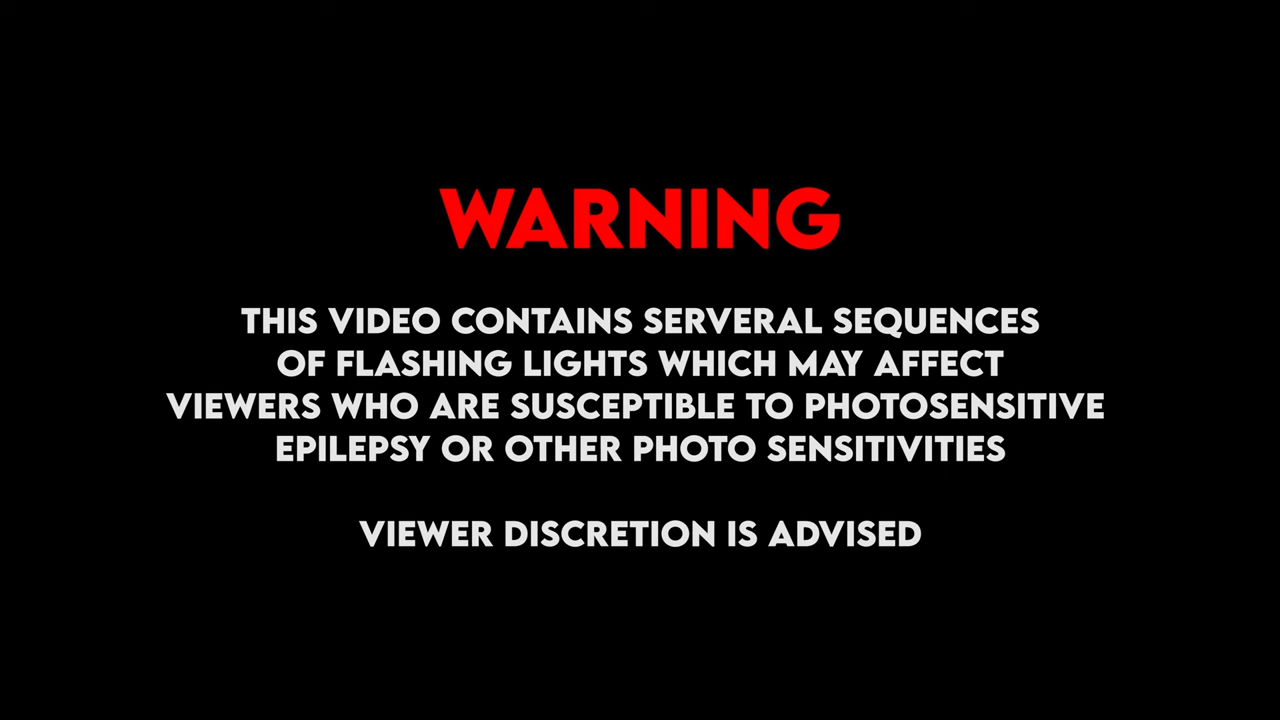 WARNING
THIS VIDEO CONTAINS SERVERAL SEQUENCES
OF FLASHING LIGHTS WHICH MAY AFFECT
VIEWERS WHO ARE SUSCEPTIBLE TO PHOTOSENSITIVE
EPILEPSY OR OTHER PHOTO SENSITIVITIES
VIEWER DISCRETION IS ADVISED